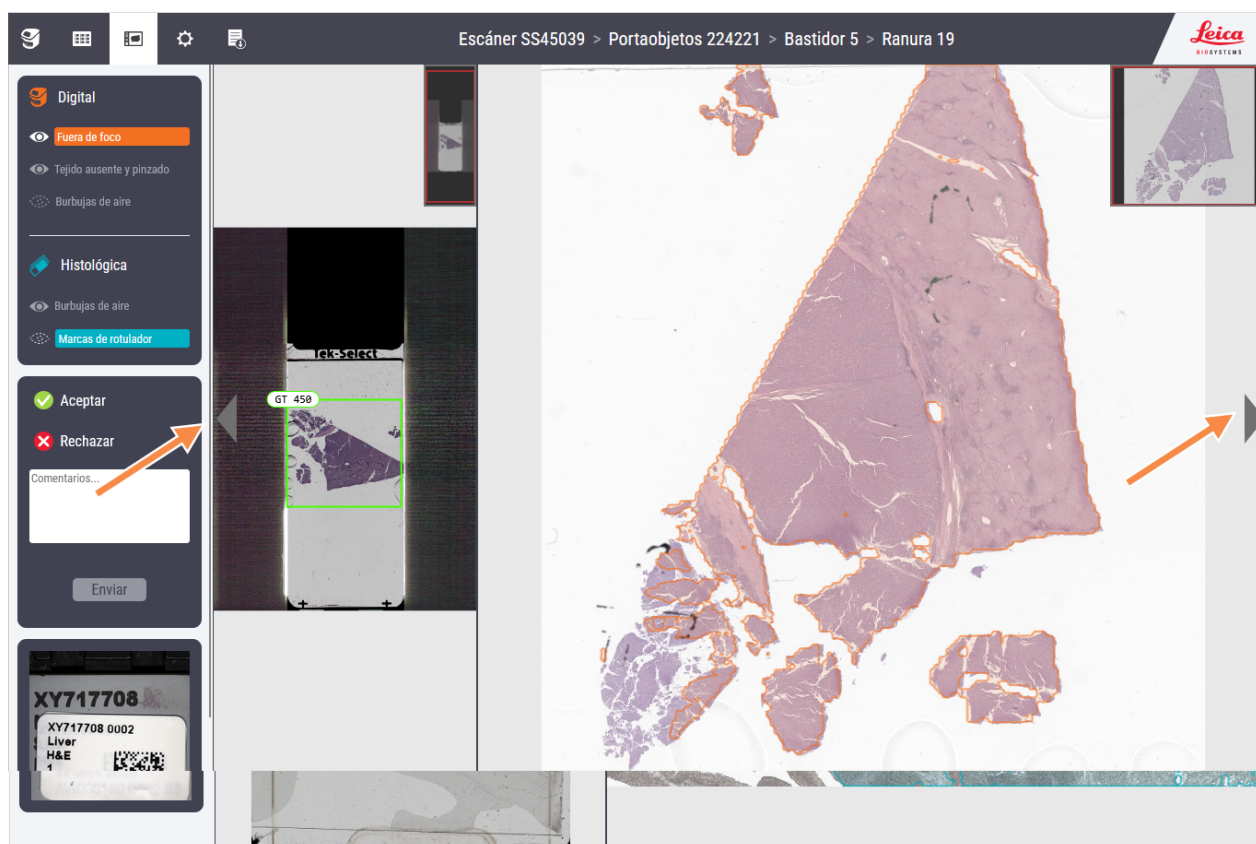 Escáner SS45039 > Portaobjetos 224221 > Bastidor 5 > Ranura 19
Leica
BIOSYSTEMS
Digital
Fuera de foco
Tejido ausente y pinzado
Burbujas de aire
Histológica
Burbujas de aire
Marcas de rotulador
Aceptar
Rechazar
Comentarios...
Enviar
XY717708
XY717708 0002
Liver
H&E
1
Tek-Select
GT 450